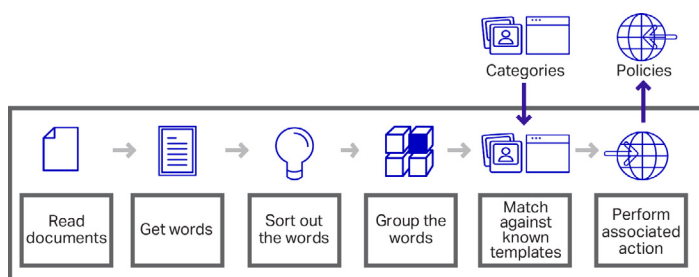 Categories
Policies
Read
documents
Get words
Sort out
the words
Group the
words
Match
against
known
templates
Perform
associated
action